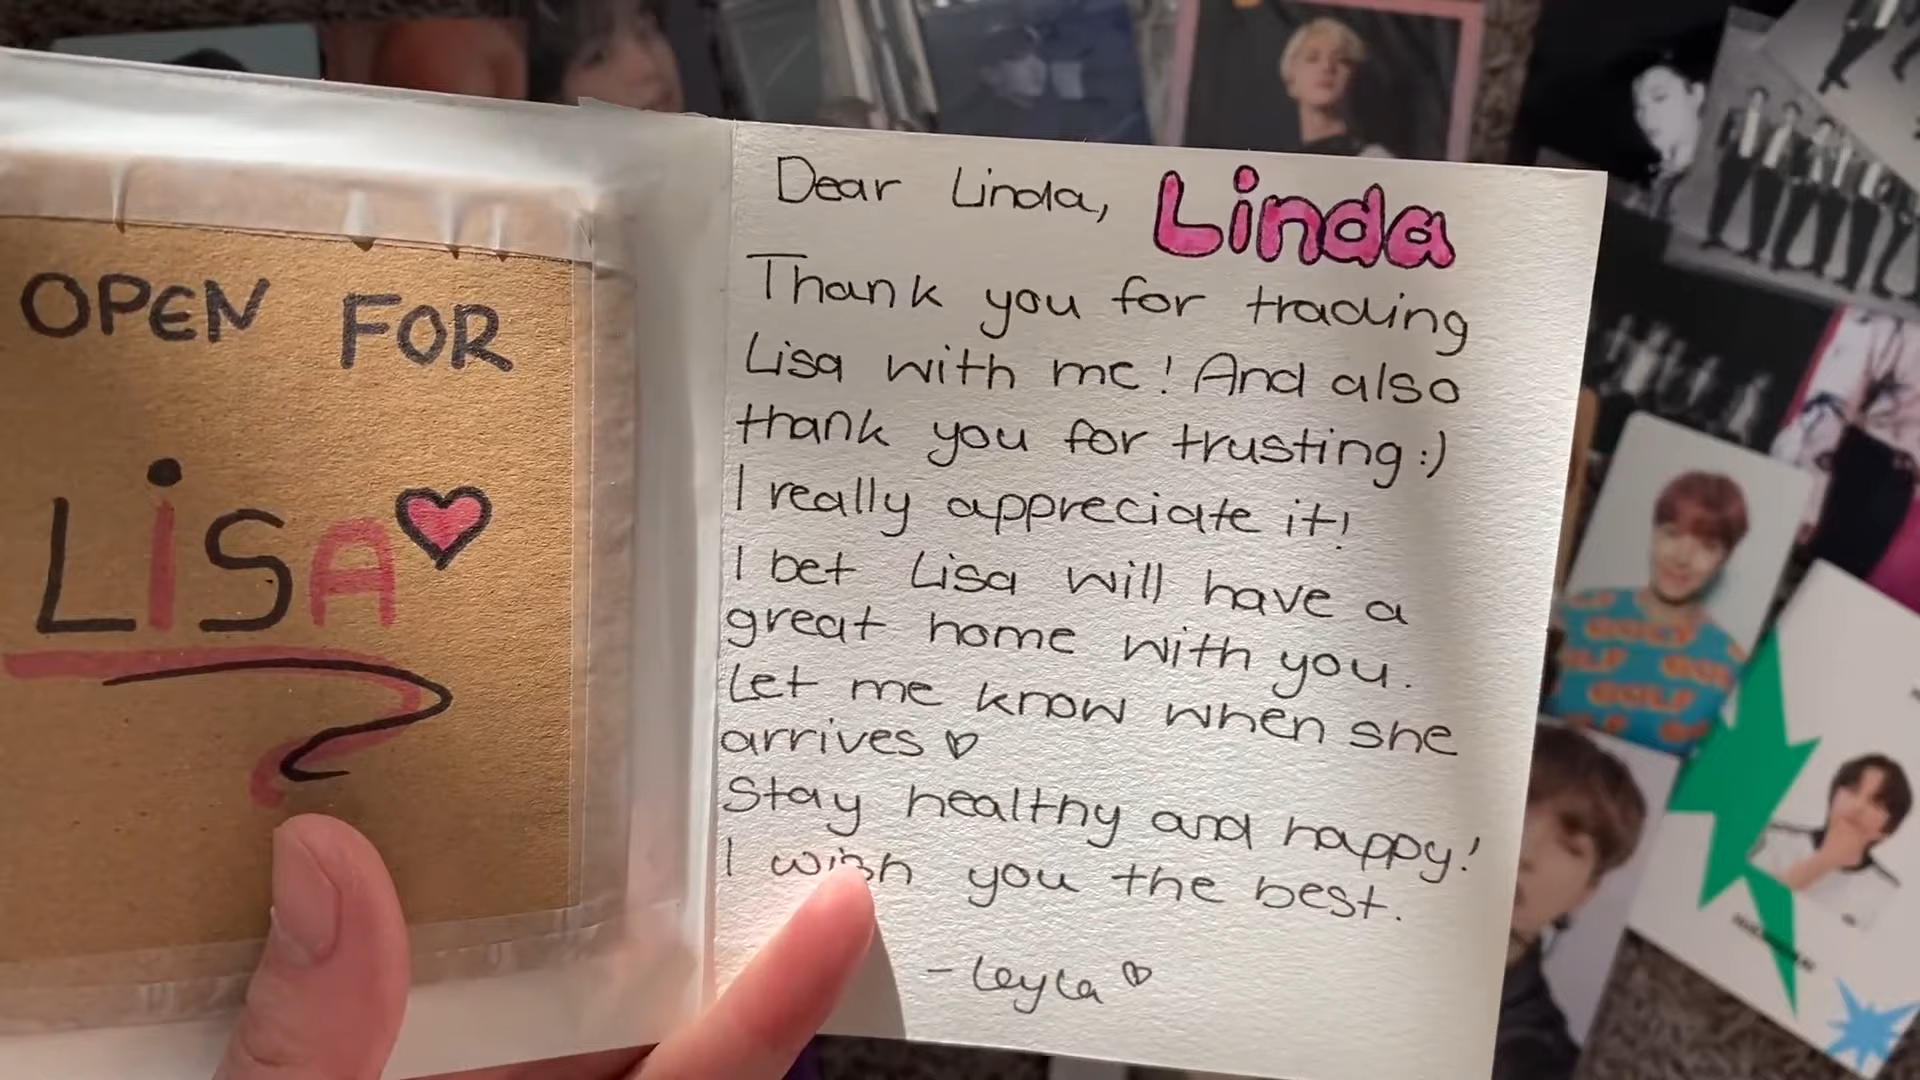 OPEN FOR
LiSA
Dear Linda, Linda
Thank you for trading
Lisa with me! And also
thank you for trusting :)
I really appreciate it!
I bet Lisa will have a
great home with you.
Let me know when she
arrives ♡
Stay healthy and happy!
I wish you the best.
- Leyla ♡
GOLF